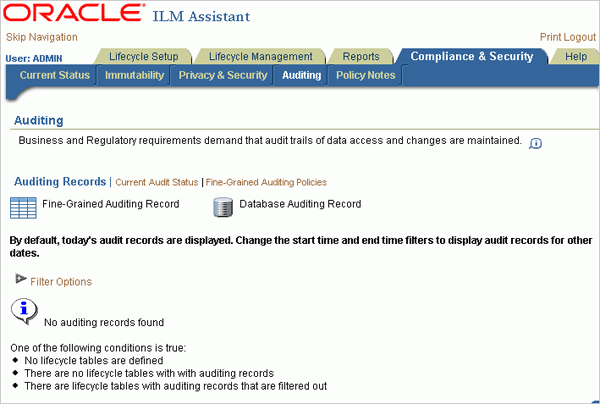 ORACLE ILM Assistant
Skip Navigation Print Logout
User: ADMIN Lifecycle Setup Lifecycle Management Reports Compliance & Security Help
Current Status Immutability Privacy & Security Auditing Policy Notes
Auditing
Business and Regulatory requirements demand that audit trails of data access and changes are maintained.
Auditing Records | Current Audit Status | Fine-Grained Auditing Policies
Fine-Grained Auditing Record Database Auditing Record
By default, today's audit records are displayed. Change the start time and end time filters to display audit records for other
dates.
Filter Options
No auditing records found
One of the following conditions is true:
◆ No lifecycle tables are defined
◆ There are no lifecycle tables with with auditing records
◆ There are lifecycle tables with auditing records that are filtered out